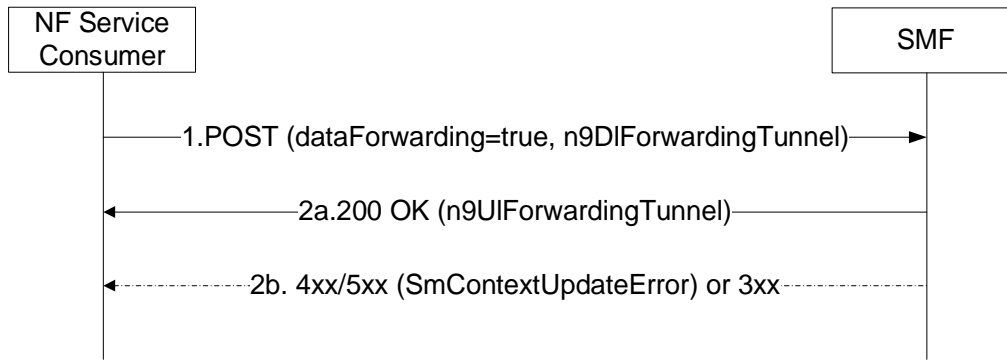 NF Service
Consumer
SMF
1.POST (dataForwarding=true, n9DlForwardingTunnel)
2a.200 OK (n9UlForwardingTunnel)
2b. 4xx/5xx (SmContextUpdateError) or 3xx